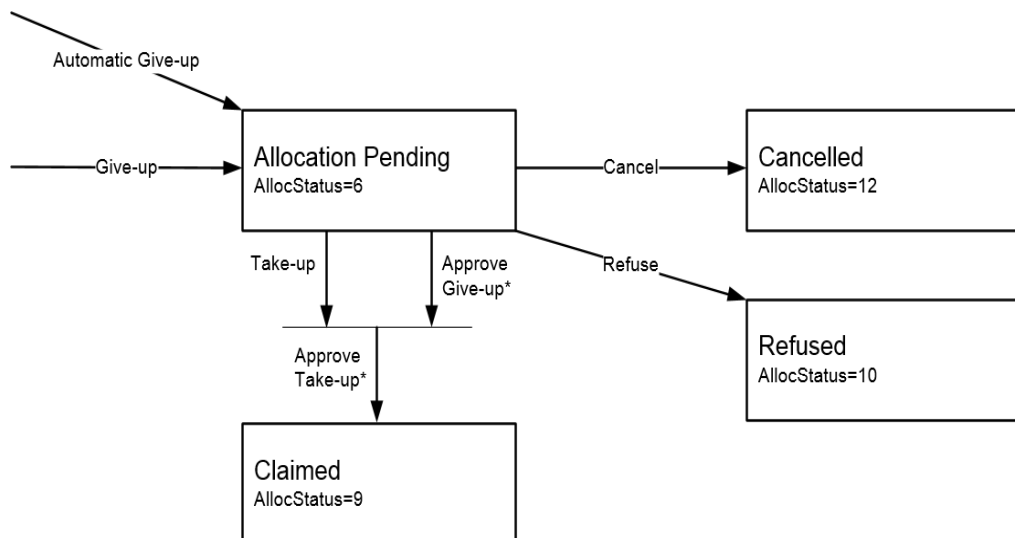 Automatic Give-up
Give-up
Allocation Pending
AllocStatus=6
Cancel
Cancelled
AllocStatus=12
Take-up
Approve
Give-up*
Refuse
Refused
AllocStatus=10
Approve
Take-up*
Claimed
AllocStatus=9